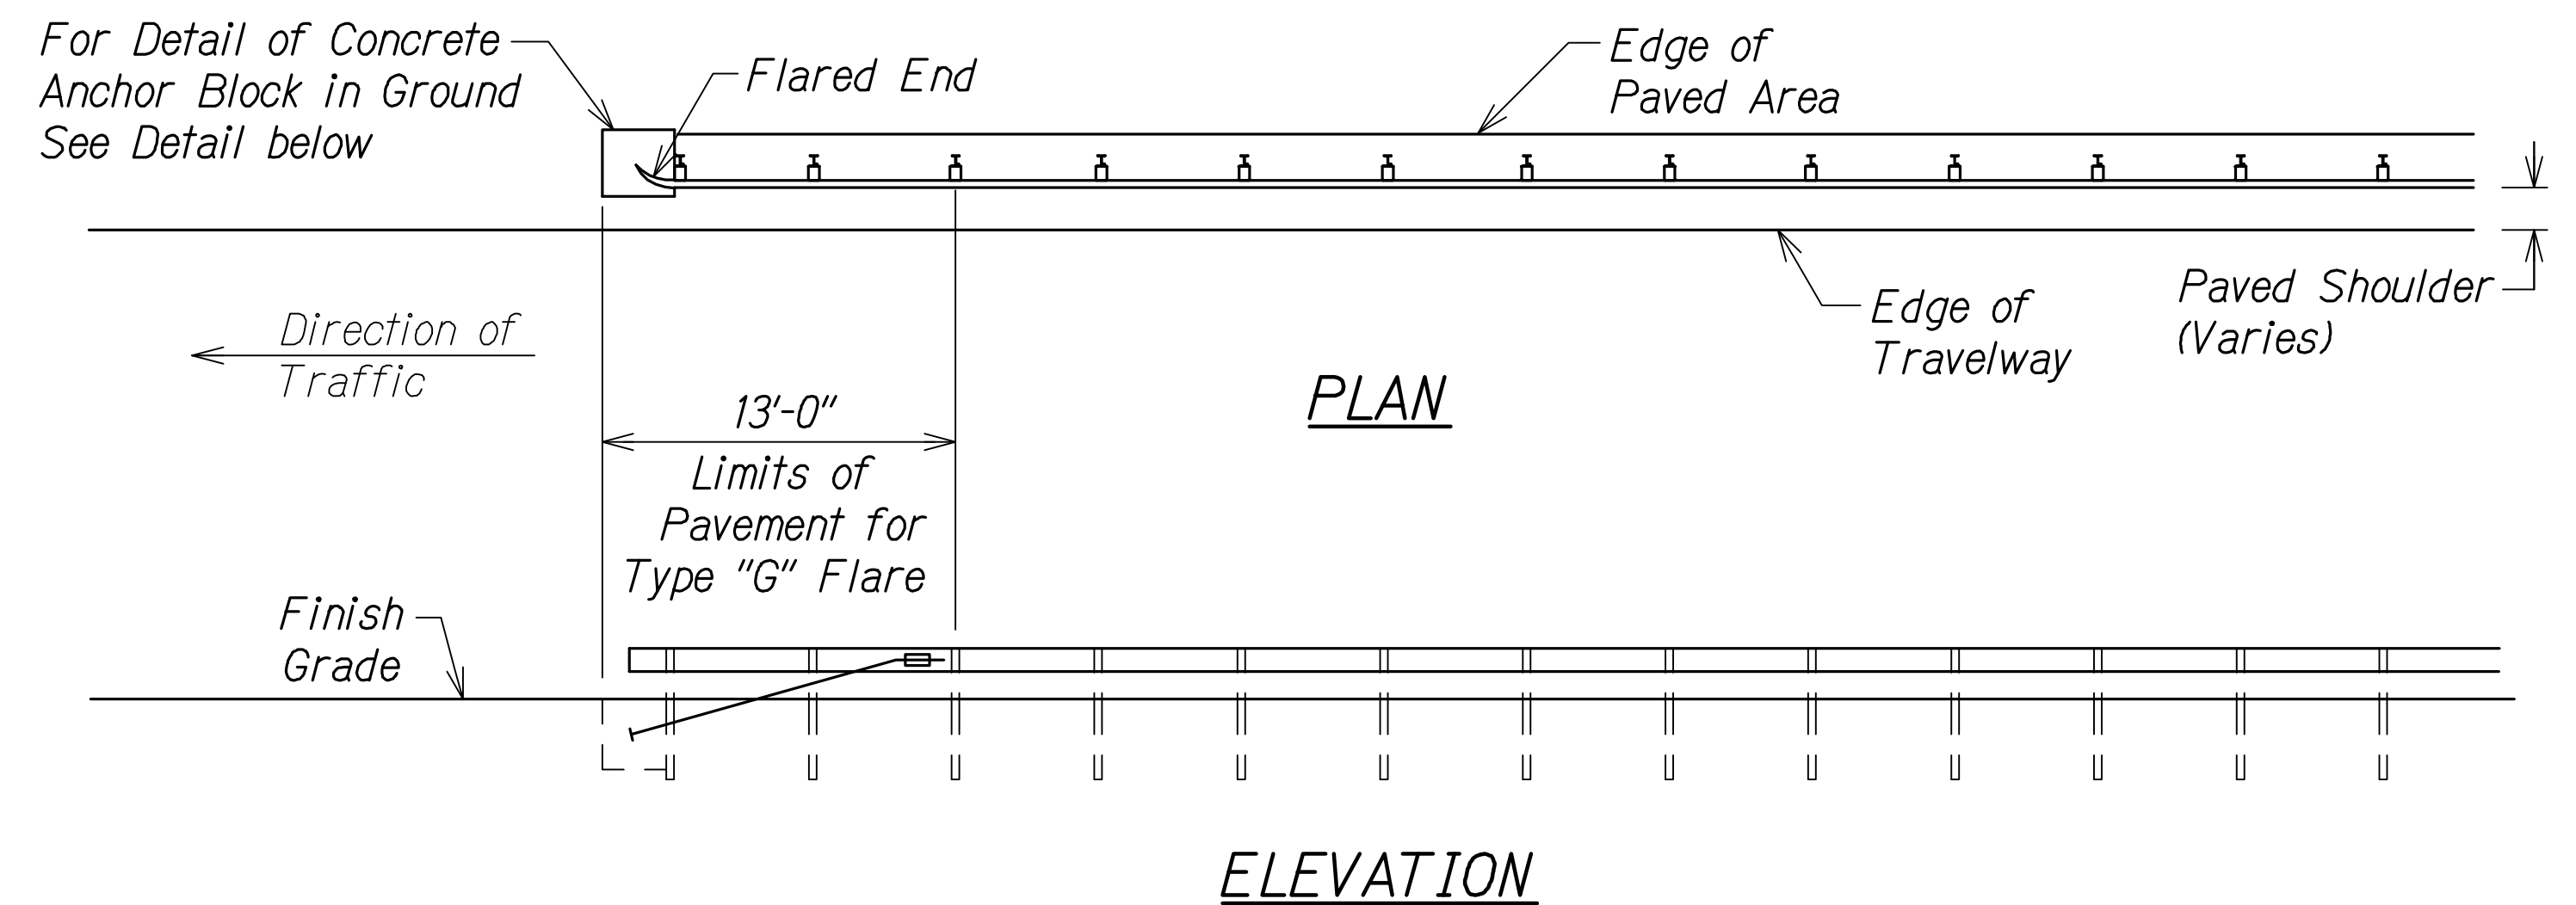 For Detail of Concrete
Anchor Block in Ground
See Detail below
Flared End
Edge of
Paved Area
Direction of
Traffic
Edge of
Travelway
Paved Shoulder
(Varies)
PLAN
13'-0"
Limits of
Pavement for
Type "G" Flare
Finish
Grade
ELEVATION